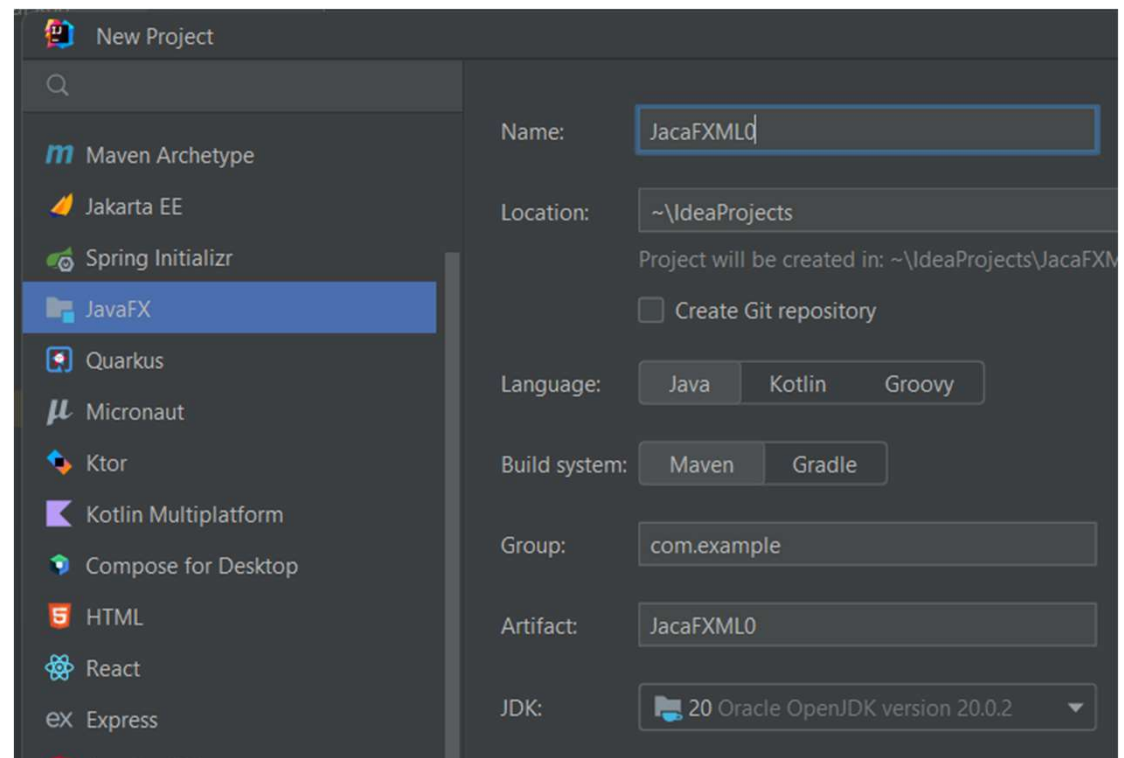 New Project
Maven Archetype
Jakarta EE
Spring Initializr
JavaFX
Quarkus
Micronaut
Ktor
Kotlin Multiplatform
Compose for Desktop
HTML
React
ex Express
Name: JacaFXML0
Location: ~\IdeaProjects
Project will be created in: ~\IdeaProjects\JacaFXM
Create Git repository
Language: Java Kotlin Groovy
Build system: Maven Gradle
Group: com.example
Artifact: JacaFXML0
JDK: 20 Oracle OpenJDK version 20.0.2